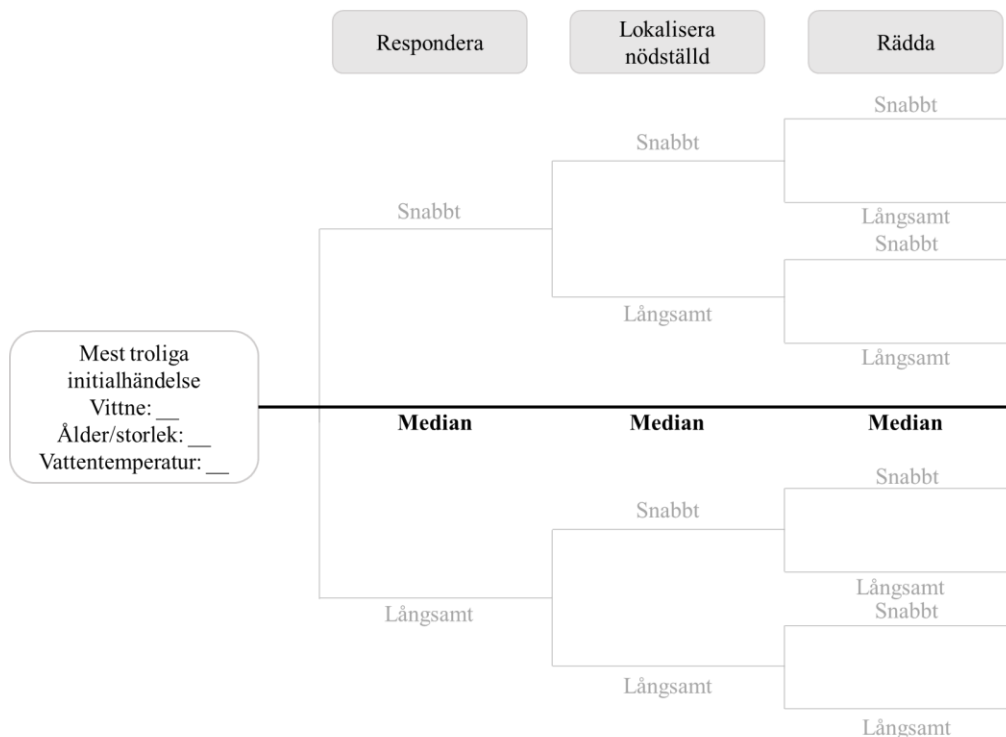 Respondera
Lokalisera
nödställd
Rädda
Snabbt
Snabbt
Snabbt
Långsamt
Snabbt
Långsamt
Långsamt
Mest troliga
initialhändelse
Vittne: __
Ålder/storlek: __
Vattentemperatur: __
Median
Median
Median
Snabbt
Snabbt
Långsamt
Långsamt
Snabbt
Långsamt
Långsamt